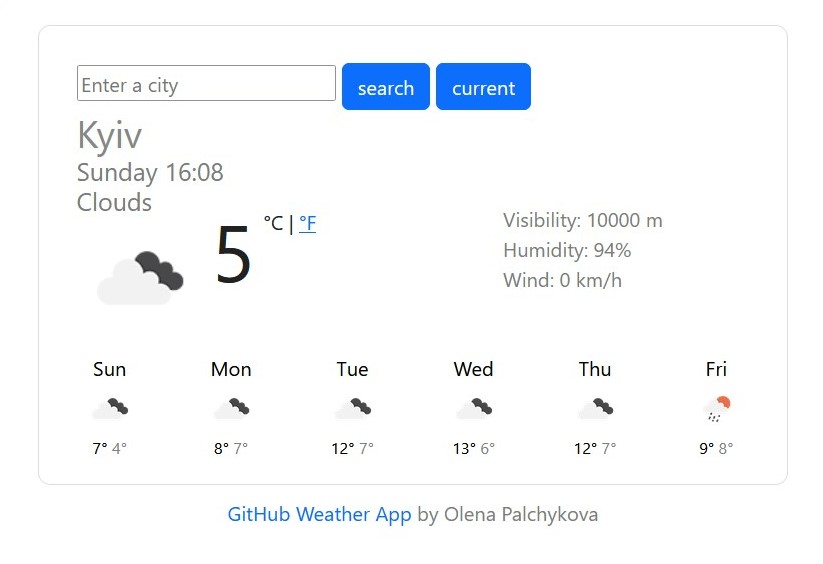 Enter a city search current
Kyiv
Sunday 16:08
Clouds
5 °C | °F
Visibility: 10000 m
Humidity: 94%
Wind: 0 km/h
Sun Mon Tue Wed Thu Fri
7° 4° 8° 7° 12° 7° 13° 6° 12° 7° 9° 8°
GitHub Weather App by Olena Palchykova